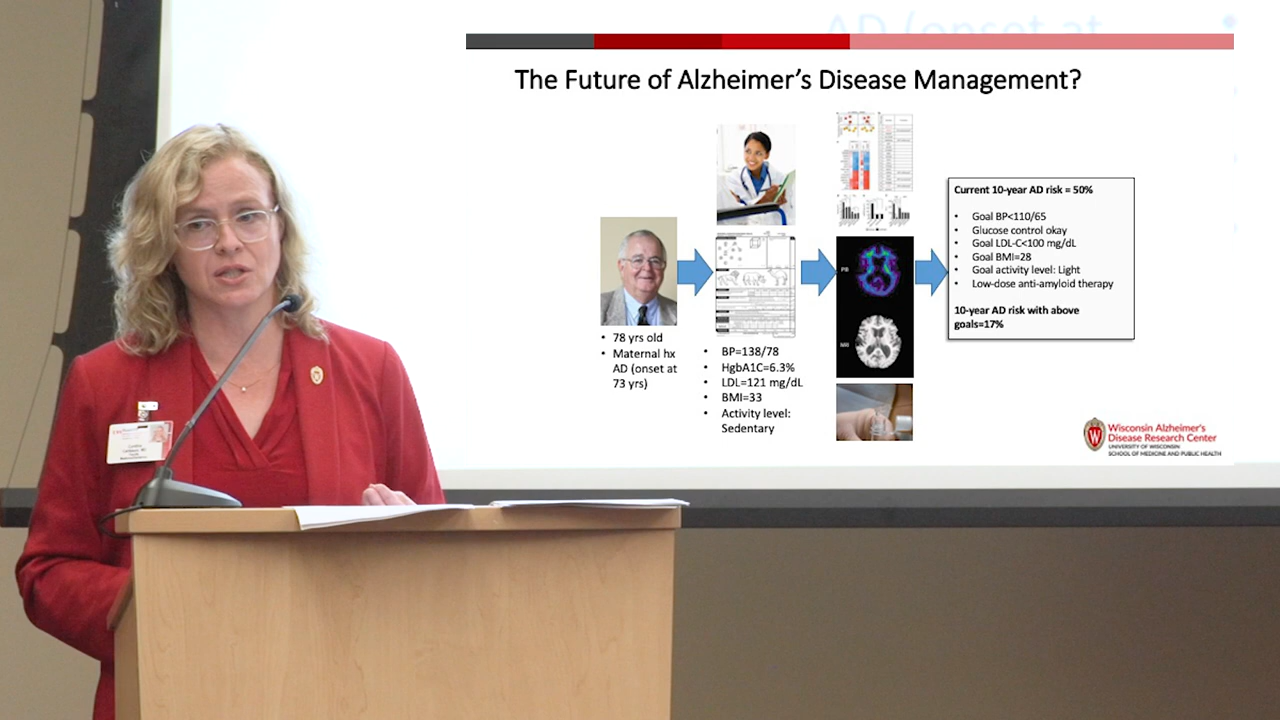 AD (onset at
The Future of Alzheimer's Disease Management?
• 78 yrs old
• Maternal hx
AD (onset at
73 yrs)
• BP=138/78
• HgbA1C=6.3%
• LDL=121 mg/dL
• BMI=33
• Activity level:
Sedentary
PIB
MRI
Current 10-year AD risk = 50%
• Goal BP<110/65
• Glucose control okay
• Goal LDL-C<100 mg/dL
• Goal BMI=28
• Goal activity level: Light
• Low-dose anti-amyloid therapy
10-year AD risk with above
goals=17%
W
Wisconsin Alzheimer's
Disease Research Center
UNIVERSITY OF WISCONSIN
SCHOOL OF MEDICINE AND PUBLIC HEALTH